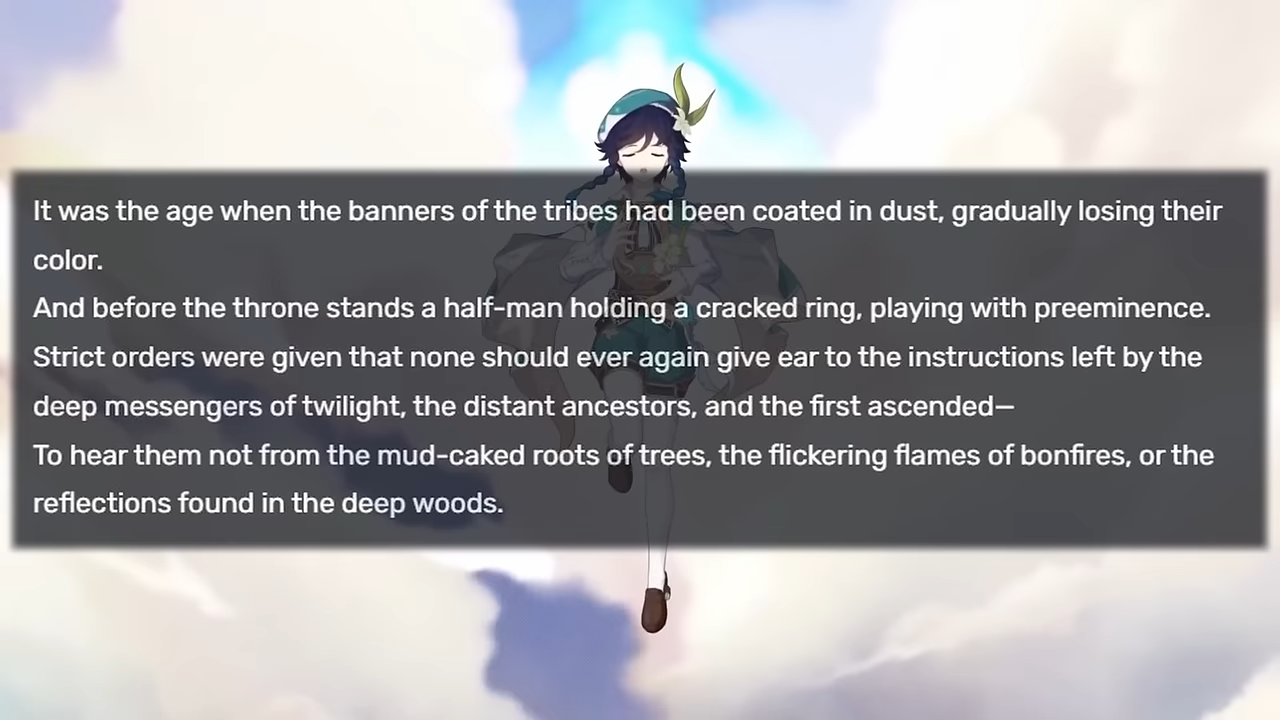 It was the age when the banners of the tribes had been coated in dust, gradually losing their
color.
And before the throne stands a half-man holding a cracked ring, playing with preeminence.
Strict orders were given that none should ever again give ear to the instructions left by the
deep messengers of twilight, the distant ancestors, and the first ascended—
To hear them not from the mud-caked roots of trees, the flickering flames of bonfires, or the
reflections found in the deep woods.